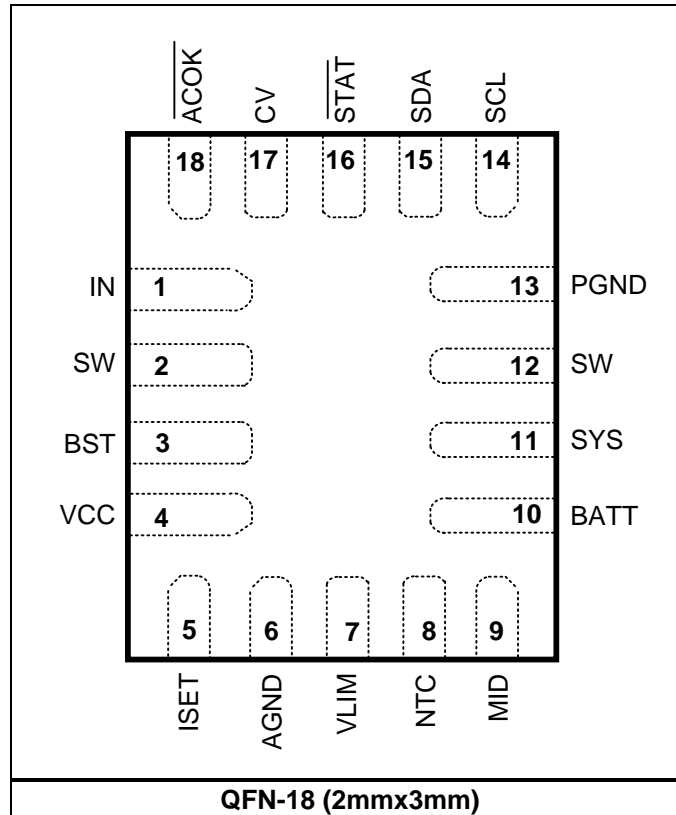 ACOK CV STAT SDA SCL
18 17 16 15 14
IN 1 13 PGND
SW 2 12 SW
BST 3 11 SYS
VCC 4 10 BATT
5 6 7 8 9
ISET AGND VLIM NTC MID
QFN-18 (2mmx3mm)